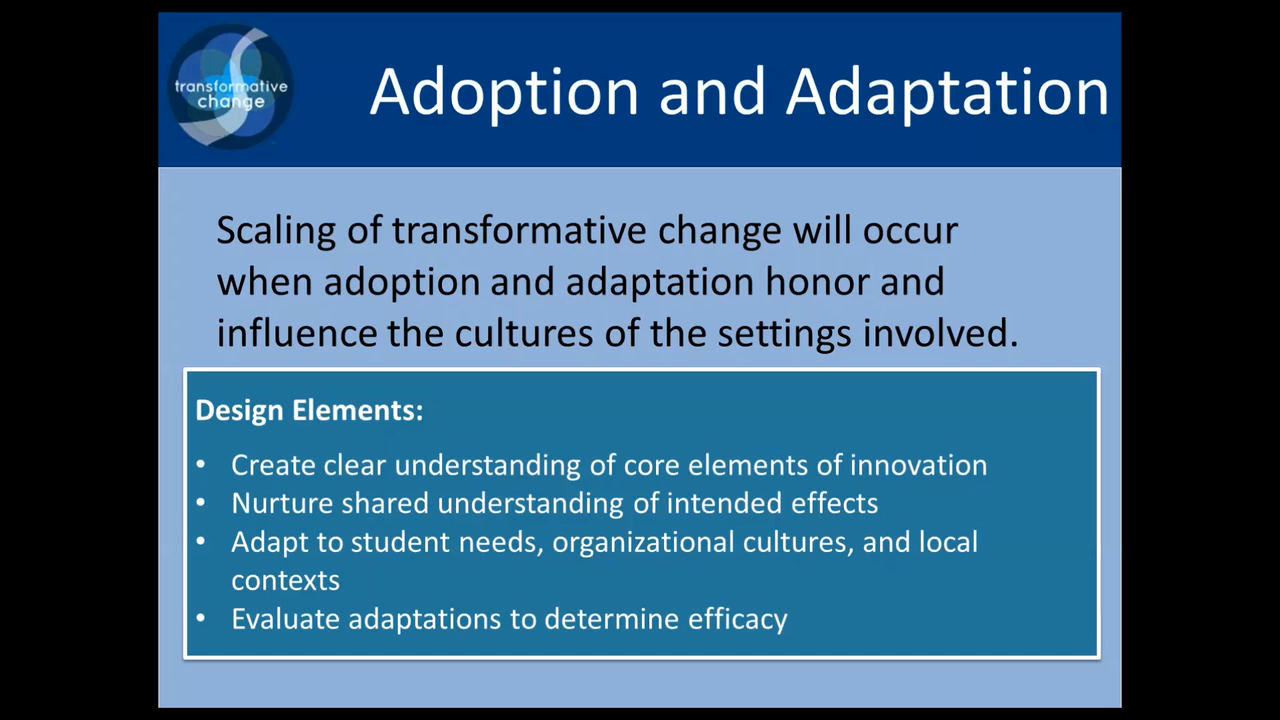 transformative
change
Adoption and Adaptation
Scaling of transformative change will occur
when adoption and adaptation honor and
influence the cultures of the settings involved.
Design Elements:
• Create clear understanding of core elements of innovation
• Nurture shared understanding of intended effects
• Adapt to student needs, organizational cultures, and local
contexts
• Evaluate adaptations to determine efficacy